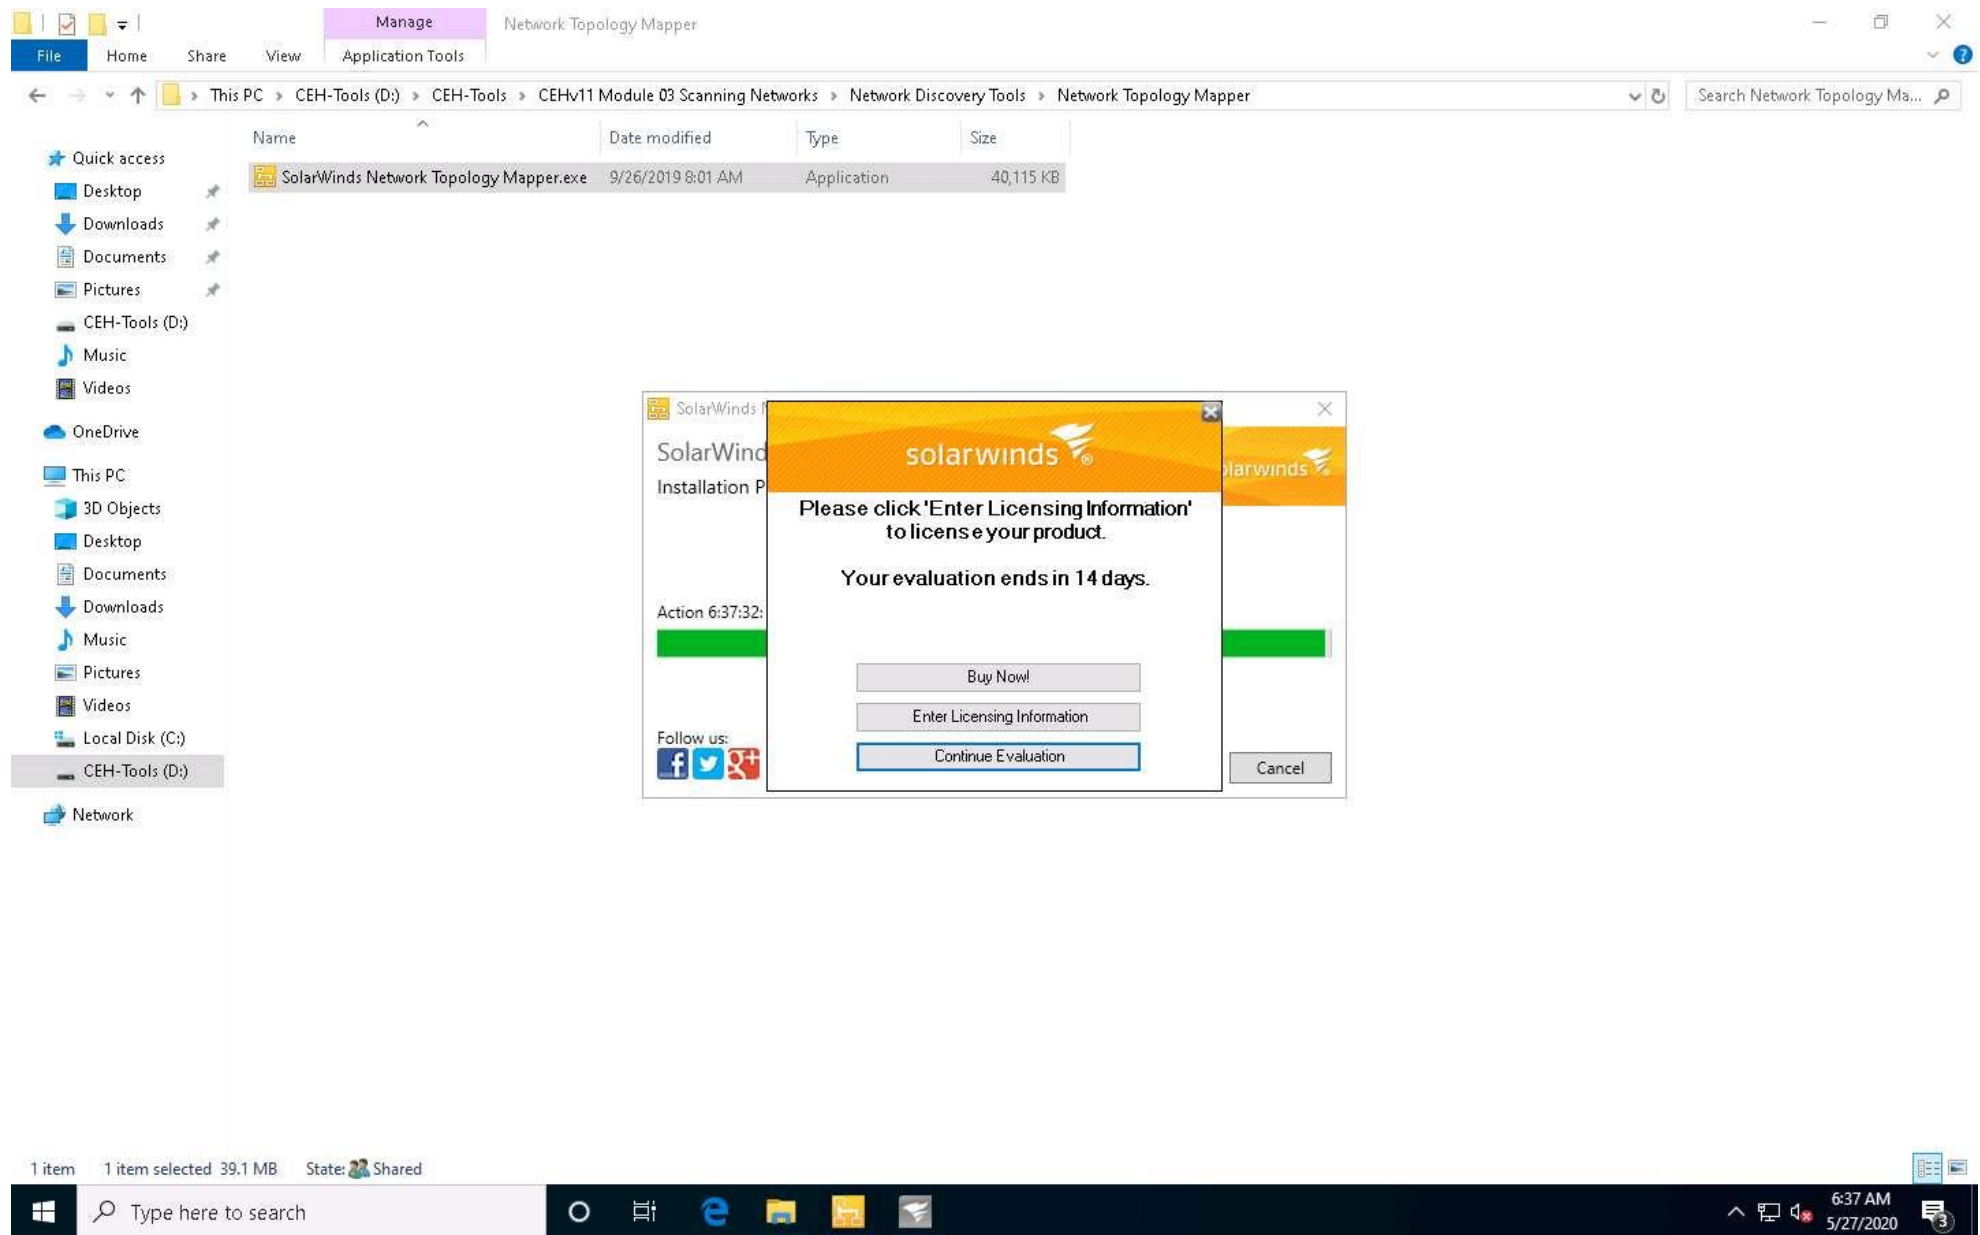 Manage
Network Topology Mapper
File Home Share View Application Tools
This PC > CEH-Tools (D:) > CEH-Tools > CEHv11 Module 03 Scanning Networks > Network Discovery Tools > Network Topology Mapper
Search Network Topology Ma...
Name Date modified Type Size
SolarWinds Network Topology Mapper.exe 9/26/2019 8:01 AM Application 40,115 KB
Quick access
Desktop
Downloads
Documents
Pictures
CEH-Tools (D:)
Music
Videos
OneDrive
This PC
3D Objects
Desktop
Documents
Downloads
Music
Pictures
Videos
Local Disk (C:)
CEH-Tools (D:)
Network
SolarWinds
SolarWind
Installation P
larwinds
Action 6:37:32:
Follow us:
Cancel
solarwinds
Please click 'Enter Licensing Information'
to license your product.
Your evaluation ends in 14 days.
Buy Now!
Enter Licensing Information
Continue Evaluation
1 item 1 item selected 39.1 MB State: Shared
Type here to search
6:37 AM
5/27/2020
3